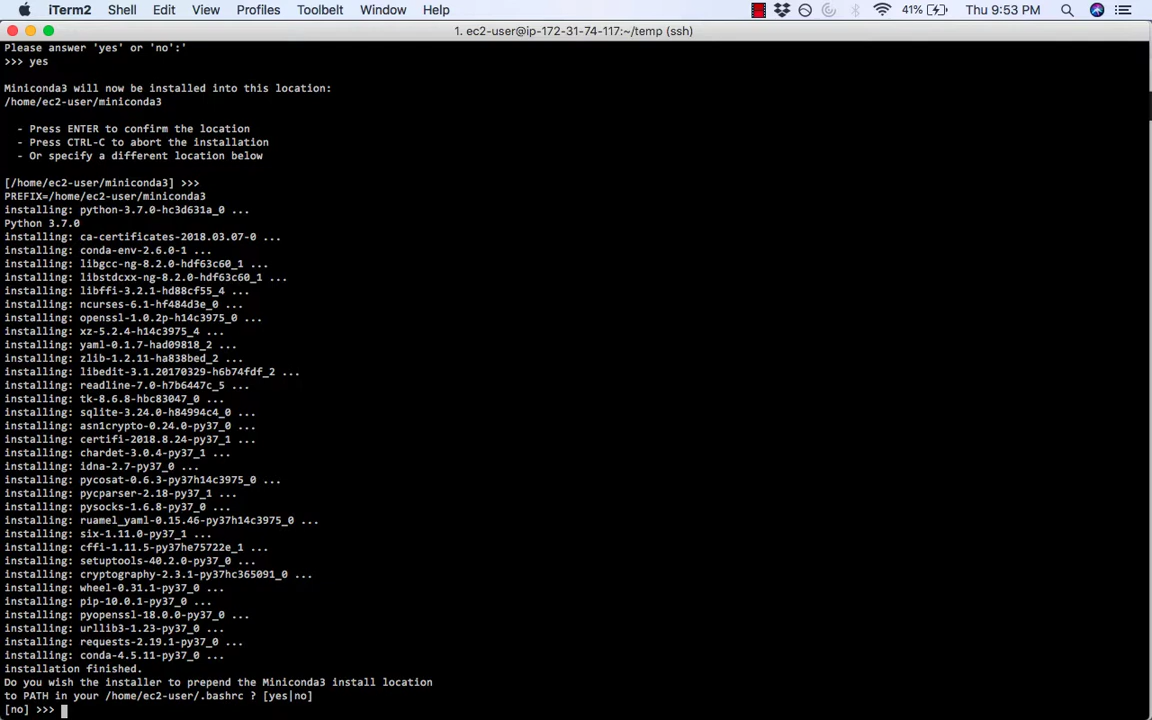 iTerm2 Shell Edit View Profiles Toolbelt Window Help 41% Thu 9:53 PM
1. ec2-user@ip-172-31-74-117:~/temp (ssh)
Please answer 'yes' or 'no':'
>>> yes
Miniconda3 will now be installed into this location:
/home/ec2-user/miniconda3
- Press ENTER to confirm the location
- Press CTRL-C to abort the installation
- Or specify a different location below
[/home/ec2-user/miniconda3] >>>
PREFIX=/home/ec2-user/miniconda3
installing: python-3.7.0-hc3d631a_0 ...
Python 3.7.0
installing: ca-certificates-2018.03.07-0 ...
installing: conda-env-2.6.0-1 ...
installing: libgcc-ng-8.2.0-hdf63c60_1 ...
installing: libstdcxx-ng-8.2.0-hdf63c60_1 ...
installing: libffi-3.2.1-hd88cf55_4 ...
installing: ncurses-6.1-hf484d3e_0 ...
installing: openssl-1.0.2p-h14c3975_0 ...
installing: xz-5.2.4-h14c3975_4 ...
installing: yaml-0.1.7-had09818_2 ...
installing: zlib-1.2.11-ha838bed_2 ...
installing: libedit-3.1.20170329-h6b74fdf_2 ...
installing: readline-7.0-h7b6447c_5 ...
installing: tk-8.6.8-hbc83047_0 ...
installing: sqlite-3.24.0-h84994c4_0 ...
installing: asn1crypto-0.24.0-py37_0 ...
installing: certifi-2018.8.24-py37_1 ...
installing: chardet-3.0.4-py37_1 ...
installing: idna-2.7-py37_0 ...
installing: pycosat-0.6.3-py37h14c3975_0 ...
installing: pycparser-2.18-py37_1 ...
installing: pysocks-1.6.8-py37_0 ...
installing: ruamel_yaml-0.15.46-py37h14c3975_0 ...
installing: six-1.11.0-py37_1 ...
installing: cffi-1.11.5-py37he75722e_1 ...
installing: setuptools-40.2.0-py37_0 ...
installing: cryptography-2.3.1-py37hc365091_0 ...
installing: wheel-0.31.1-py37_0 ...
installing: pip-10.0.1-py37_0 ...
installing: pyopenssl-18.0.0-py37_0 ...
installing: urllib3-1.23-py37_0 ...
installing: requests-2.19.1-py37_0 ...
installing: conda-4.5.11-py37_0 ...
installation finished.
Do you wish the installer to prepend the Miniconda3 install location
to PATH in your /home/ec2-user/.bashrc ? [yes|no]
[no] >>>